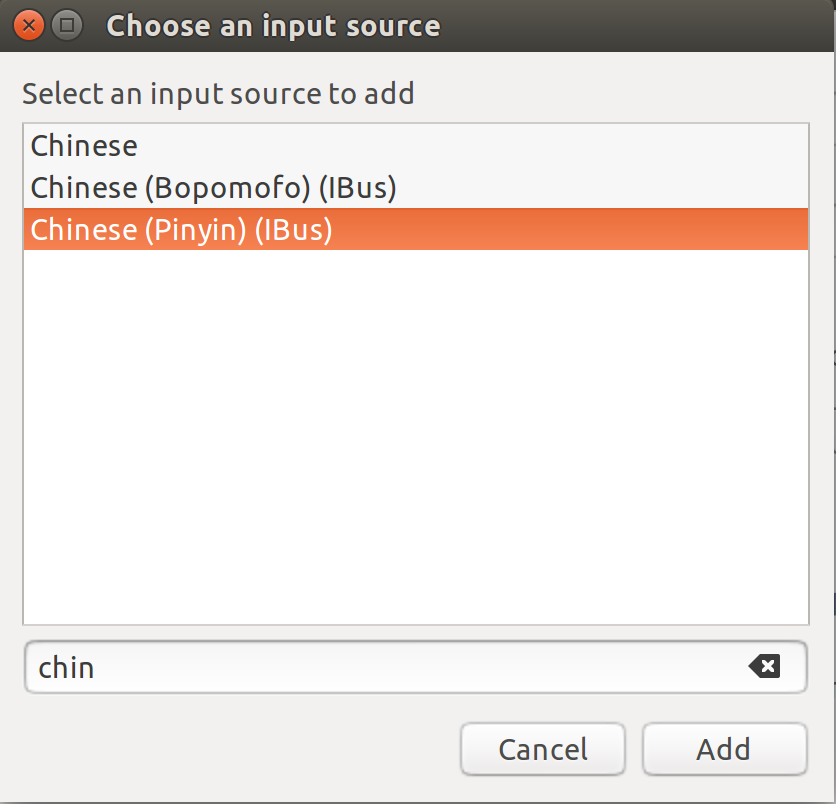 Choose an input source
Select an input source to add
Chinese
Chinese (Bopomofo) (IBus)
Chinese (Pinyin) (IBus)
chin
Cancel
Add